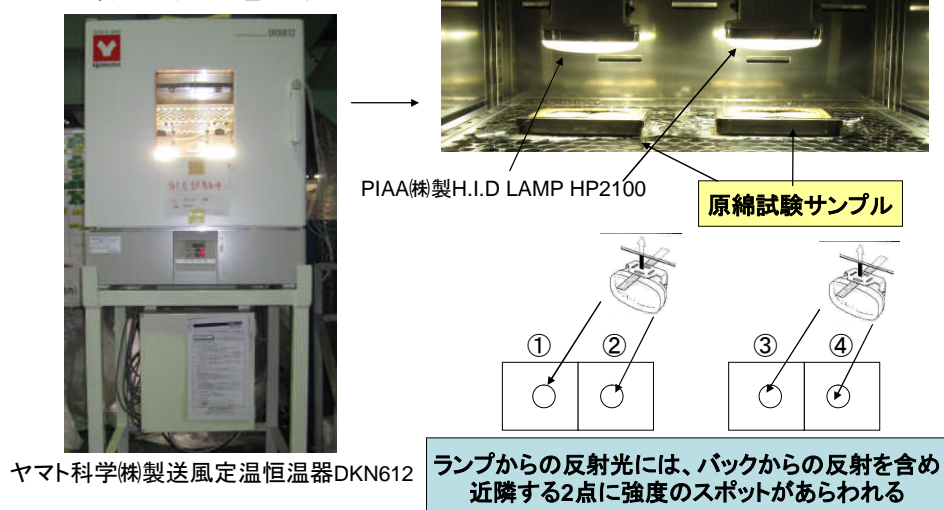 DKN612
yamato
PIAA㈱製H.I.D LAMP HP2100
原綿試験サンプル
① ② ③ ④
ヤマト科学㈱製送風定温恒温器DKN612
ランプからの反射光には、バックからの反射を含め
近隣する2点に強度のスポットがあらわれる